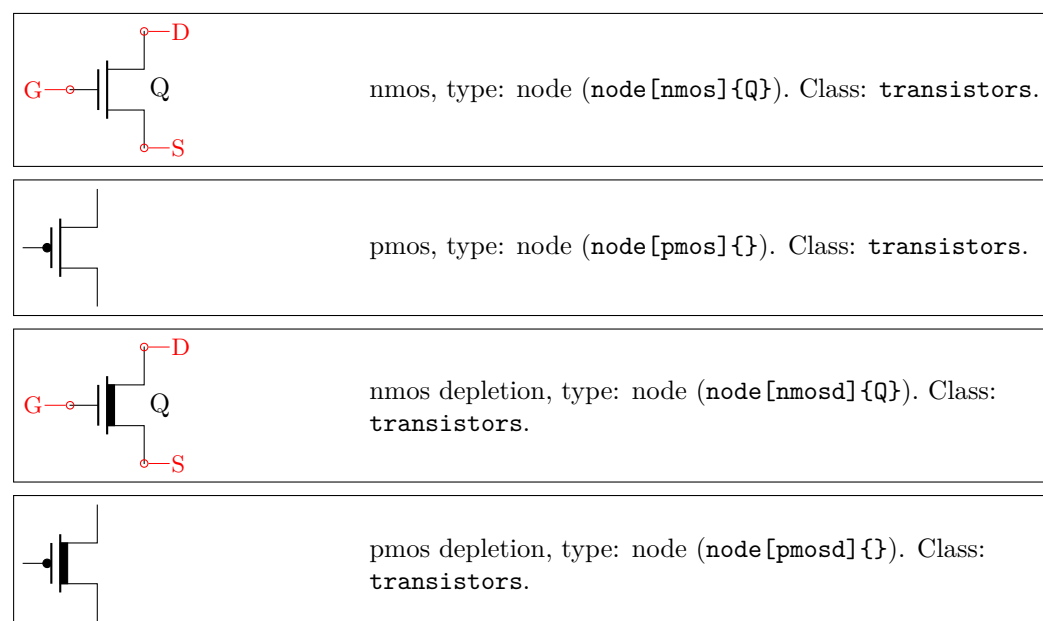 D
G
Q
S
nmos, type: node (node[nmos]{Q}). Class: transistors.
pmos, type: node (node[pmos]{}). Class: transistors.
D
G
Q
S
nmos depletion, type: node (node[nmosd]{Q}). Class:
transistors.
pmos depletion, type: node (node[pmosd]{}). Class:
transistors.